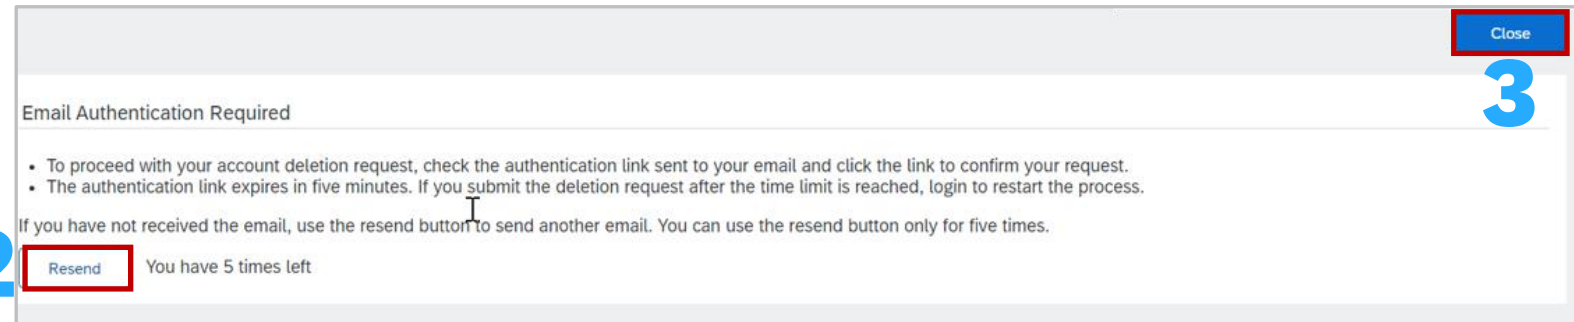 Close
3
Email Authentication Required
• To proceed with your account deletion request, check the authentication link sent to your email and click the link to confirm your request.
• The authentication link expires in five minutes. If you submit the deletion request after the time limit is reached, login to restart the process.
If you have not received the email, use the resend button to send another email. You can use the resend button only for five times.
2
Resend You have 5 times left